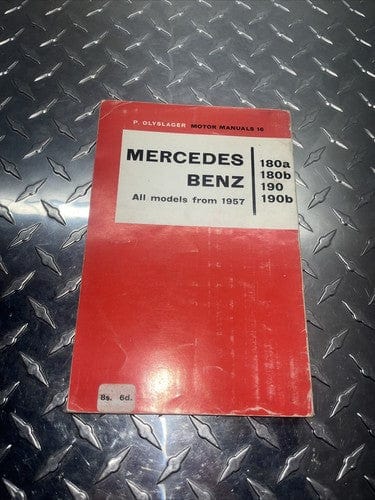 P. OLYSLAGER MOTOR MANUALS 16
MERCEDES
BENZ
All models from 1957
180a
180b
190
190b
8s. 6d.